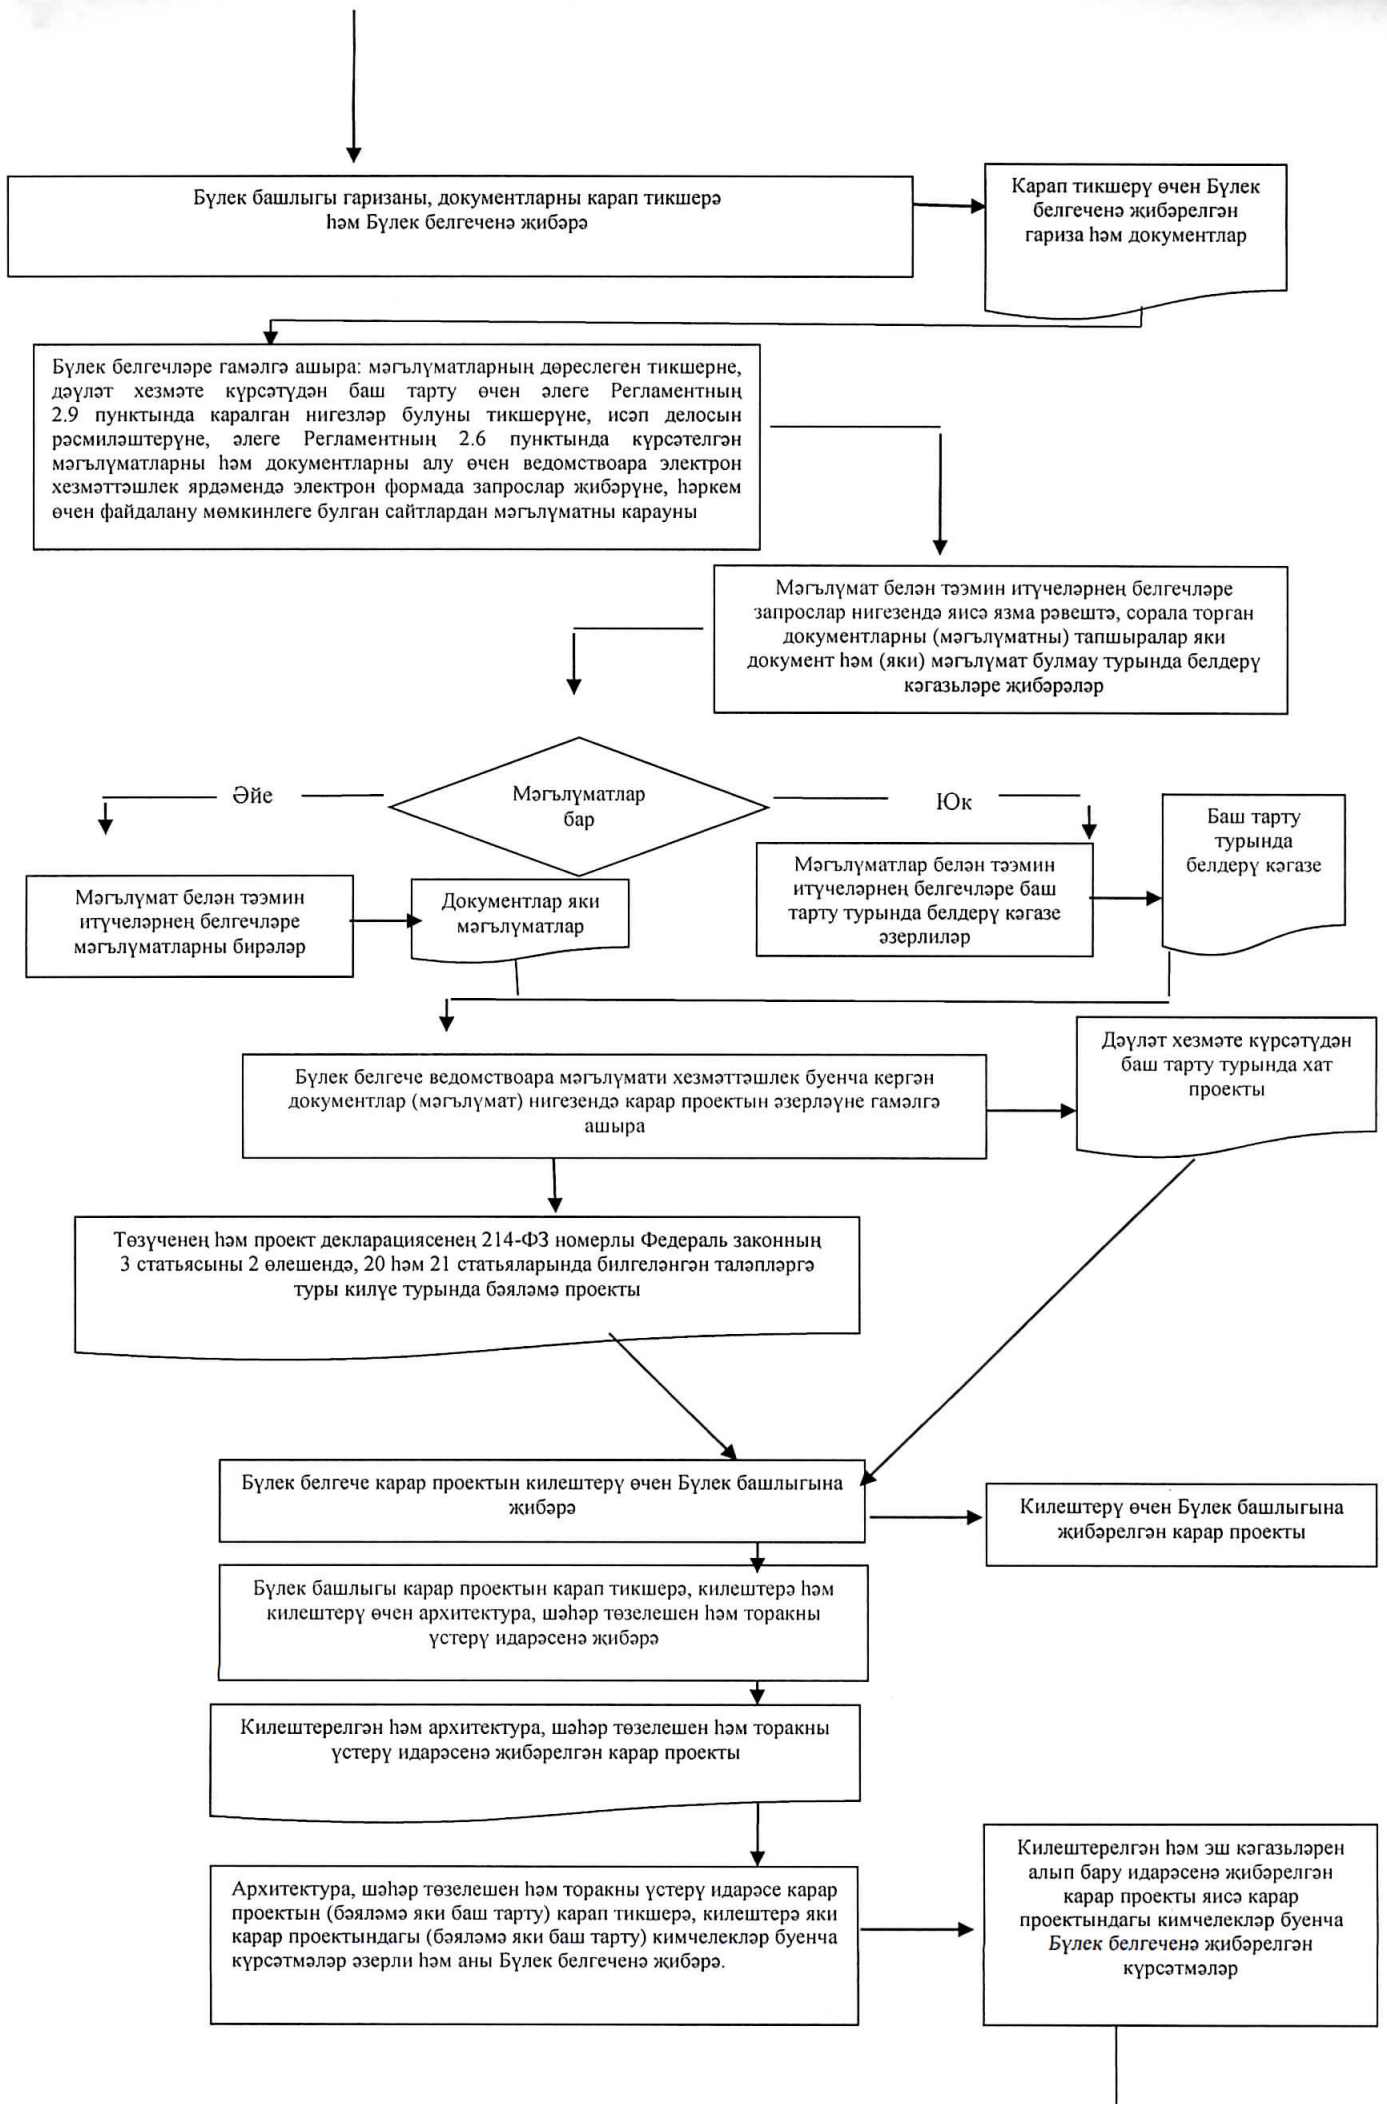 Бүлек башлыгы гаризаны, документларны карап тикшерә
һәм Бүлек белгеченә җибәрә
Карап тикшерү өчен Бүлек
белгеченә җибәрелгән
гариза һәм документлар
Бүлек белгечләре гамәлгә ашыра: мәгълүматларның дөреслеген тикшерне,
дәүләт хезмәте күрсәтүдән баш тарту өчен әлеге Регламентның
2.9 пунктында каралган нигезләр булуны тикшерүне, исәп делосын
рәсмиләштерүне, әлеге Регламентның 2.6 пунктында күрсәтелгән
мәгълүматларны һәм документларны алу өчен ведомствоара электрон
хезмәттәшлек ярдәмендә электрон формада запрослар җибәрүне, һәркем
өчен файдалану мөмкинлеге булган сайтлардан мәгълүматны карауны
Мәгълүмат белән тәэмин итүчеләрнең белгечләре
запрослар нигезендә яисә язма рәвештә, сорала торган
документларны (мәгълүматны) тапшыралар яки
документ һәм (яки) мәгълүмат булмау турында белдерү
кәгазьләре җибәрәләр
Мәгълүматлар
бар
Әйе
Юк
Мәгълүмат белән тәэмин
итүчеләрнең белгечләре
мәгълүматларны бирәләр
Документлар яки
мәгълүматлар
Мәгълүматлар белән тәэмин
итүчеләрнең белгечләре баш
тарту турында белдерү кәгазе
әзерлиләр
Баш тарту
турында
белдерү кәгазе
Бүлек белгече ведомствоара мәгълүмати хезмәттәшлек буенча кергән
документлар (мәгълүмат) нигезендә карар проектын әзерләүне гамәлгә
ашыра
Дәүләт хезмәте күрсәтүдән
баш тарту турында хат
проекты
Төзүченең һәм проект декларациясенең 214-ФЗ номерлы Федераль законның
3 статьясыны 2 өлешендә, 20 һәм 21 статьяларында билгеләнгән таләпләргә
туры килүе турында бәяләмә проекты
Бүлек белгече карар проектын килештерү өчен Бүлек башлыгына
җибәрә
Килештерү өчен Бүлек башлыгына
җибәрелгән карар проекты
Бүлек башлыгы карар проектын карап тикшерә, килештерә һәм
килештерү өчен архитектура, шәһәр төзелешен һәм торакны
үстерү идарәсенә җибәрә
Килештерелгән һәм архитектура, шәһәр төзелешен һәм торакны
үстерү идарәсенә җибәрелгән карар проекты
Архитектура, шәһәр төзелешен һәм торакны үстерү идарәсе карар
проектын (бәяләмә яки баш тарту) карап тикшерә, килештерә яки
карар проектындагы (бәяләмә яки баш тарту) кимчелекләр буенча
күрсәтмәләр әзерли һәм аны Бүлек белгеченә җибәрә.
Килештерелгән һәм эш кәгазьләрен
алып бару идарәсенә җибәрелгән
карар проекты яисә карар
проектындагы кимчелекләр буенча
Бүлек белгеченә җибәрелгән
күрсәтмәләр